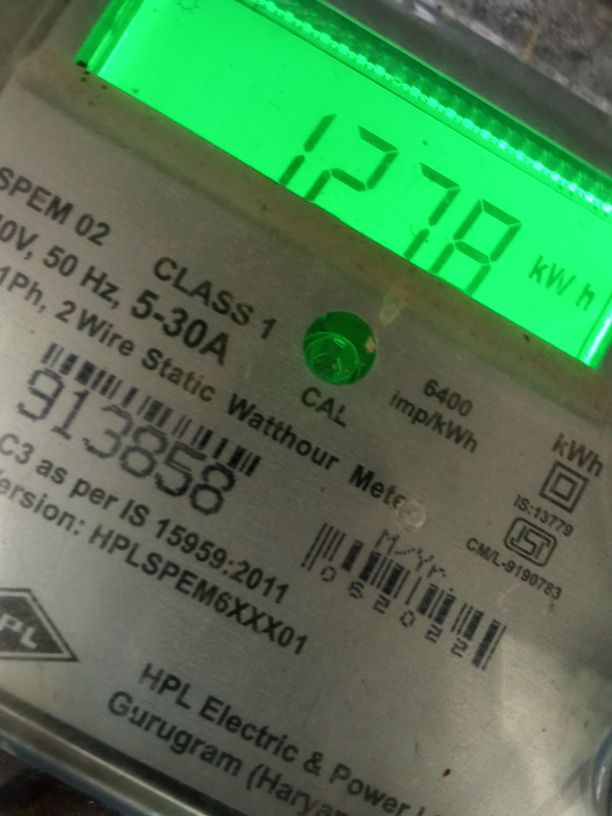 1278 kWh
SPEM 02
CLASS 1
0V, 50 Hz, 5-30A
1Ph, 2 Wire Static Watthour Meter
CAL
6400
imp/kWh
kWh
913858
IS:13779
CM/L-9190783
C3 as per IS 15959:2011
ersion: HPLSPEM6XXX01
M/Yr.
062022
PL
HPL Electric & Power
Gurugram (Harya